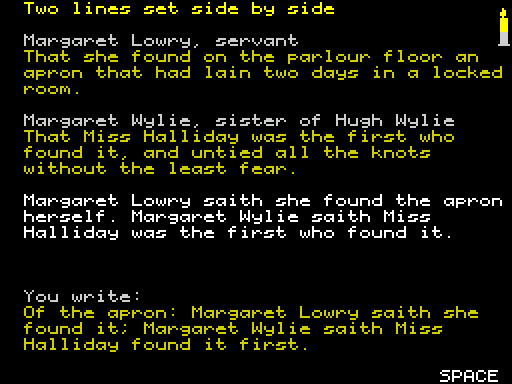 Two lines set side by side
Margaret Lowry, servant
That she found on the parlour floor an
apron that had lain two days in a locked
room.
Margaret Wylie, sister of Hugh Wylie
That Miss Halliday was the first who
found it, and untied all the knots
without the least fear.
Margaret Lowry saith she found the apron
herself. Margaret Wylie saith Miss
Halliday was the first who found it.
You write:
Of the apron: Margaret Lowry saith she
found it; Margaret Wylie saith Miss
Halliday found it first.
SPACE